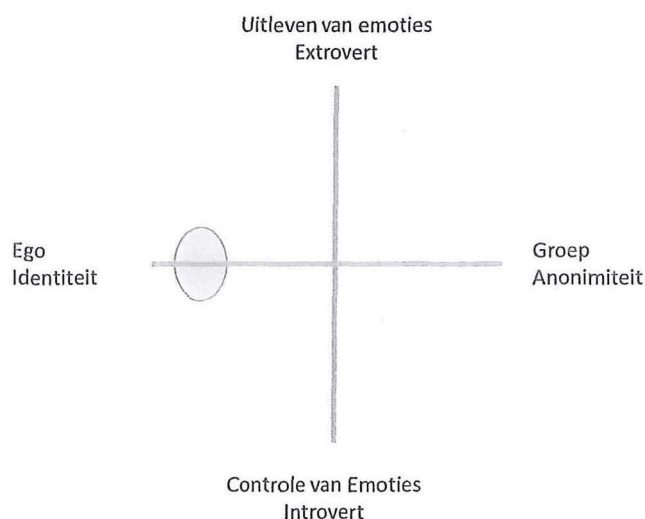 Uitleven van emoties
Extrovert
Ego
Identiteit
Groep
Anonimiteit
Controle van Emoties
Introvert